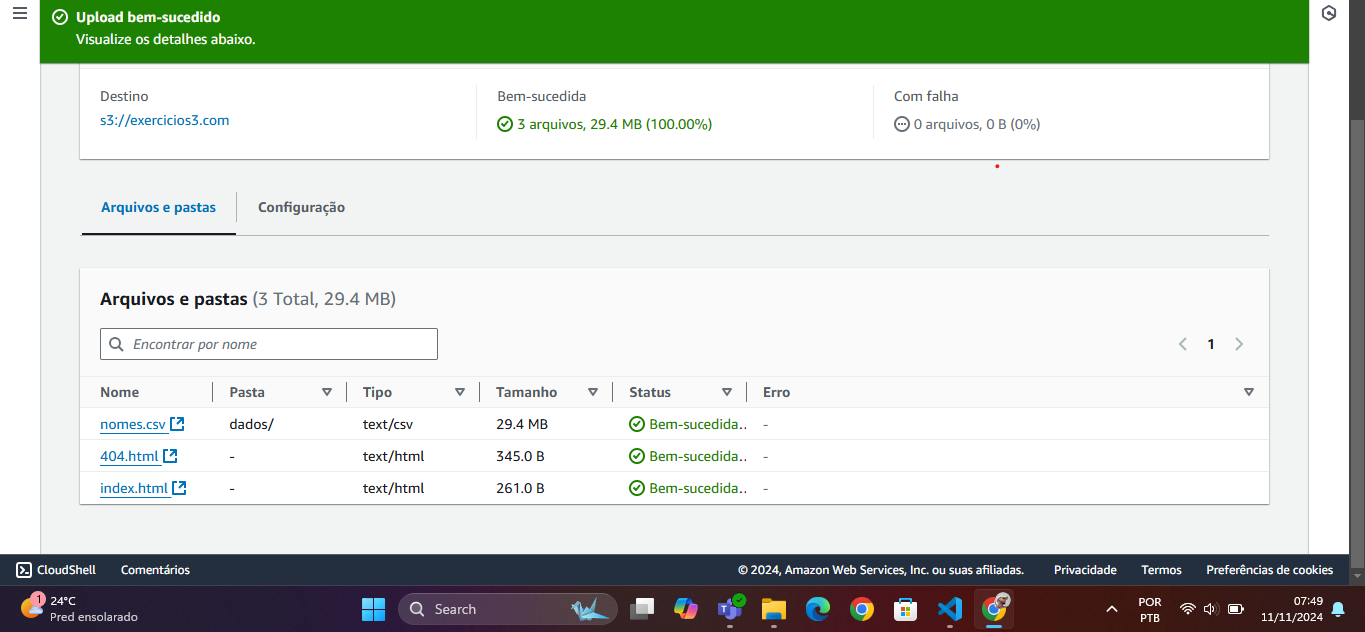 Upload bem-sucedido
Visualize os detalhes abaixo.
Destino
s3://exercicios3.com
Bem-sucedida
3 arquivos, 29.4 MB (100.00%)
Com falha
0 arquivos, 0 B (0%)
Arquivos e pastas
Configuração
Arquivos e pastas (3 Total, 29.4 MB)
Encontrar por nome
1
Nome Pasta Tipo Tamanho Status Erro
nomes.csv dados/ text/csv 29.4 MB Bem-sucedida.. -
404.html - text/html 345.0 B Bem-sucedida.. -
index.html - text/html 261.0 B Bem-sucedida.. -
CloudShell Comentários © 2024, Amazon Web Services, Inc. ou suas afiliadas. Privacidade Termos Preferências de cookies
1
24°C
Pred ensolarado
Search
POR
PTB
07:49
11/11/2024